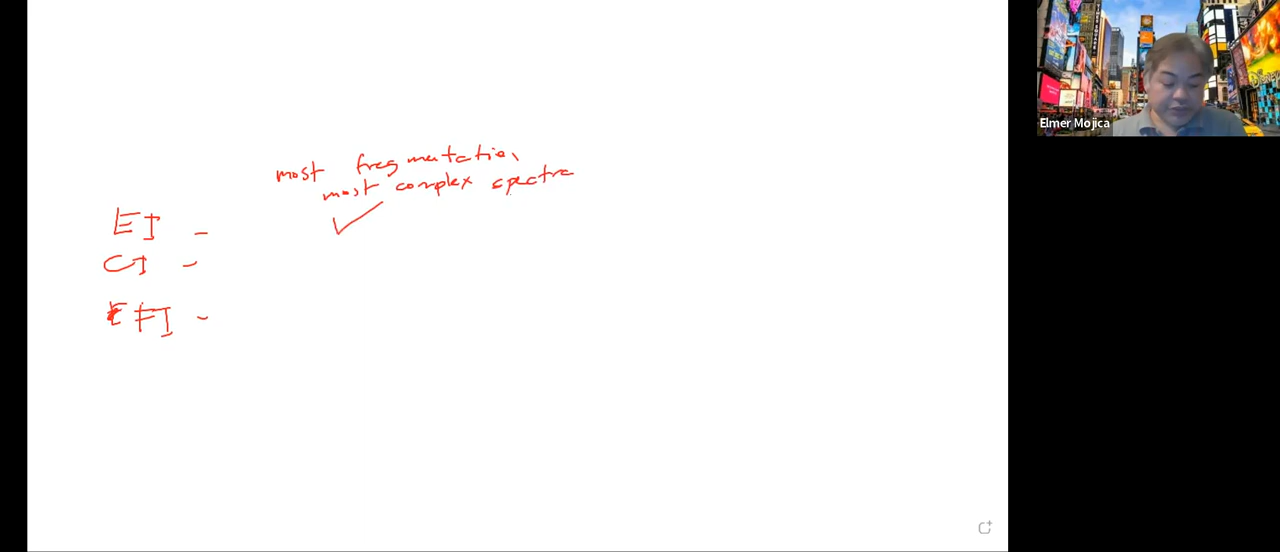 most fragmentation,
most complex spectra
EI -
CI -
FI -
Elmer Mojica